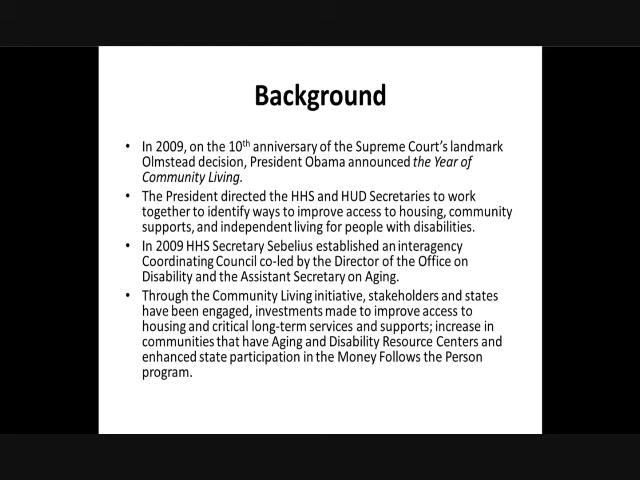 Background
• In 2009, on the 10th anniversary of the Supreme Court's landmark
Olmstead decision, President Obama announced the Year of
Community Living.
• The President directed the HHS and HUD Secretaries to work
together to identify ways to improve access to housing, community
supports, and independent living for people with disabilities.
• In 2009 HHS Secretary Sebelius established an interagency
Coordinating Council co-led by the Director of the Office on
Disability and the Assistant Secretary on Aging.
• Through the Community Living initiative, stakeholders and states
have been engaged, investments made to improve access to
housing and critical long-term services and supports; increase in
communities that have Aging and Disability Resource Centers and
enhanced state participation in the Money Follows the Person
program.